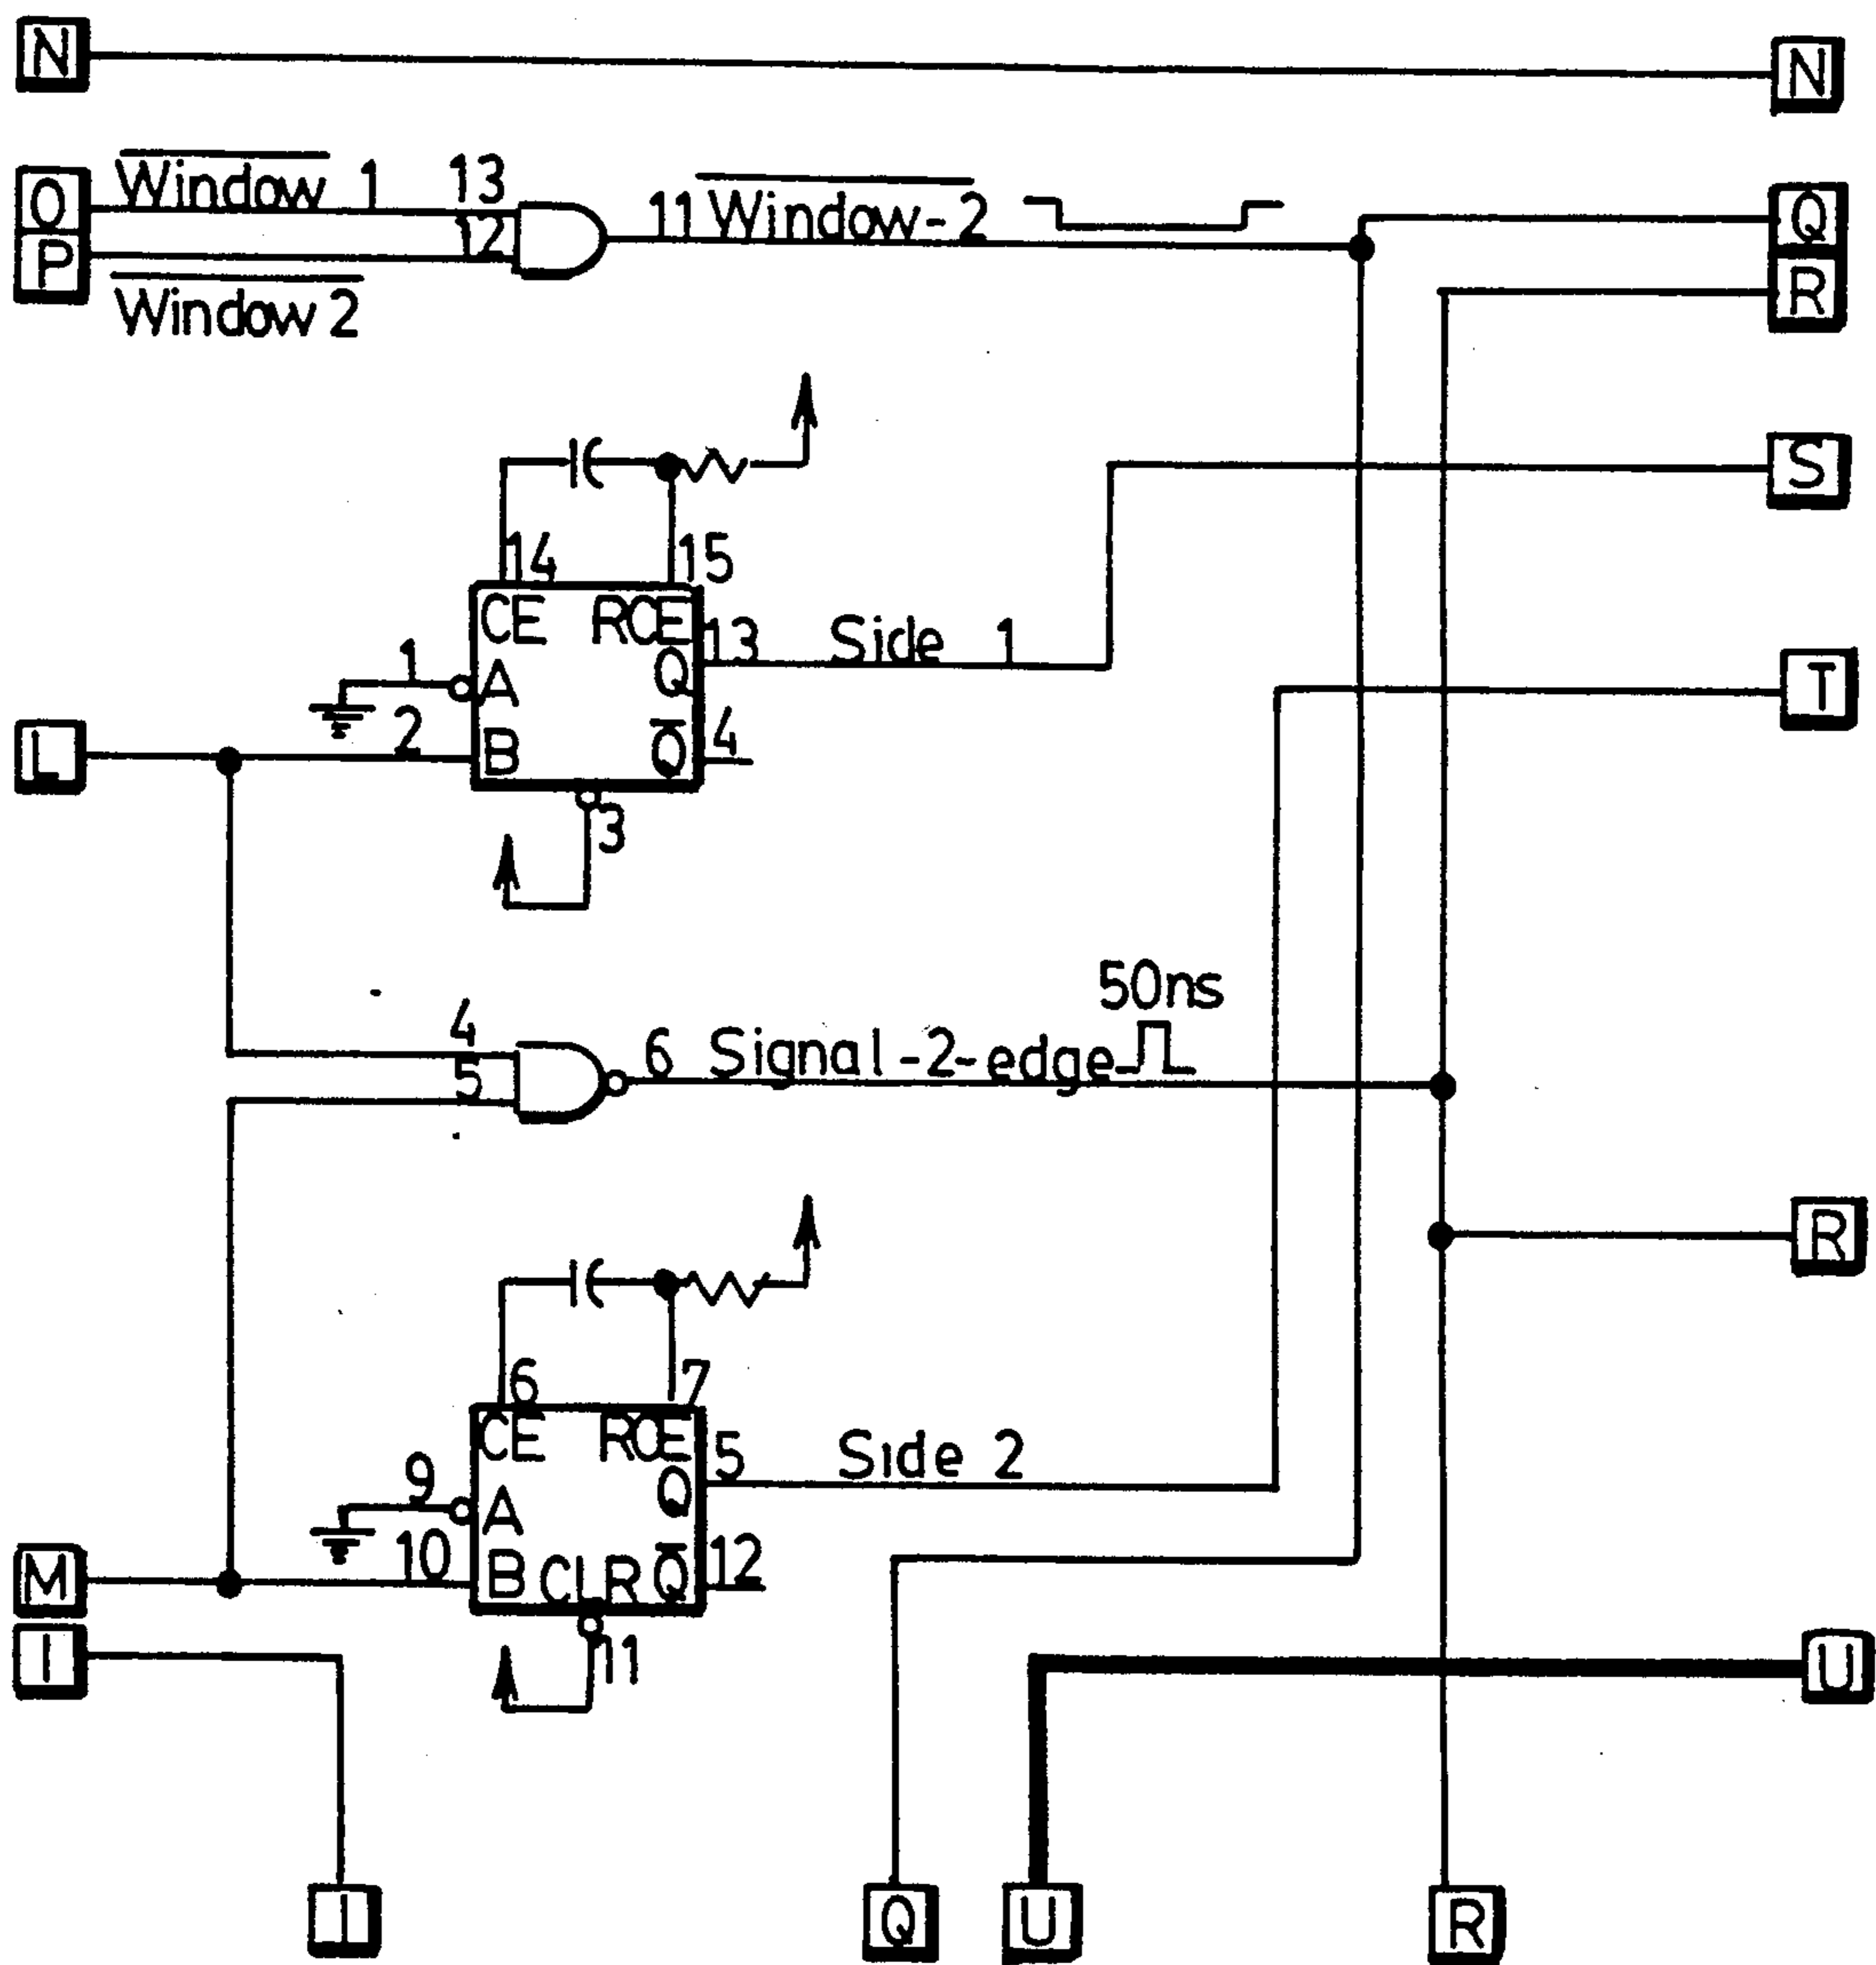 N
N
O
Window 1
13
12
11
Window-2
Q
P
Window 2
R
S
14
15
CE
RCE
13
Side 1
1
A
Q
T
L
2
B
Q
4
3
50ns
4
5
6
Signal-2-edge
R
6
7
CE
RCE
5
Side 2
9
A
Q
M
10
B
CLR
Q
12
11
I
U
I
Q
U
R